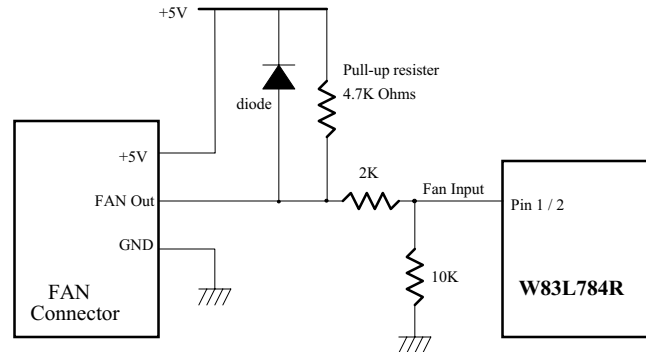 +5V
Pull-up resister
4.7K Ohms
diode
+5V
2K
Fan Input
FAN Out
Pin 1 / 2
GND
10K
W83L784R
FAN
Connector